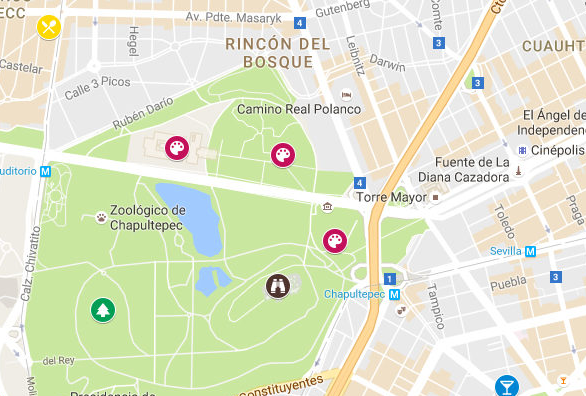 ECC
Av. Pdte. Masaryk
4
Gutenberg
Hegel
Castelar
Calle 3 Picos
Rubén Darío
RINCÓN DEL
BOSQUE
Leibnitz
Comte
3
Darwin
3
CUAUHT
Camino Real Polanco
El Ángel de
Independenc
Cinépolis
Fuente de La
Diana Cazadora
uditorio M
4
Torre Mayor
Zoológico de
Chapultepec
Toledo
Praga
Sevilla M
Calz. Chivatito
1
Chapultepec M
Puebla
3
Tampico
del Rey
Constituyentes